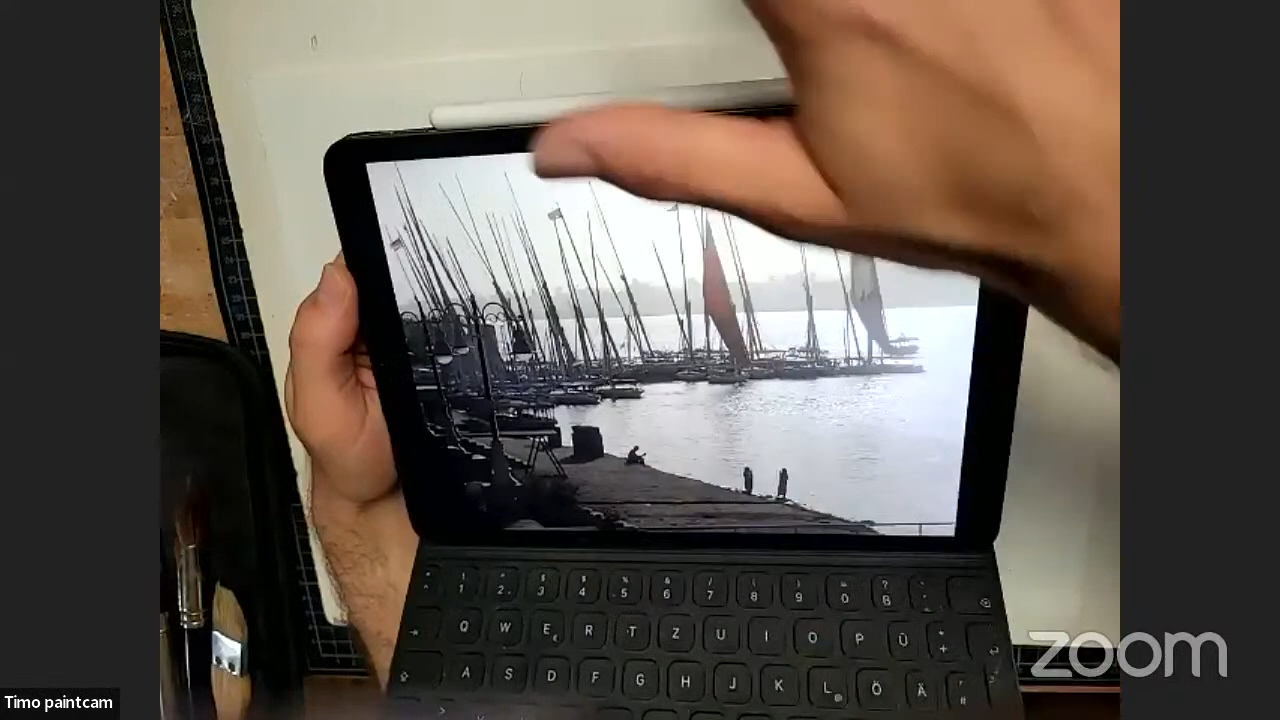 ! 1 " 2 § 3 $ 4 % 5 & 6 / 7 ( 8 ) 9 = 0 ? ß
Q W E € R T Z U I O P Ü
A S D F G H J K L @ Ö Ä #
zoom
Timo paintcam